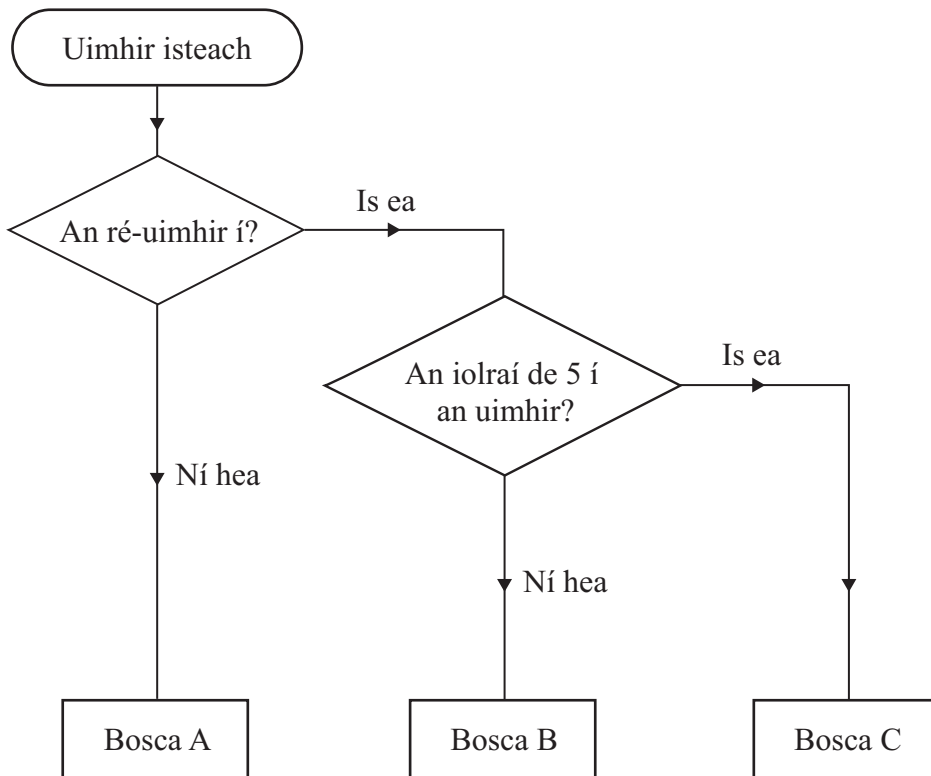 Uimhir isteach
An ré-uimhir í?
Is ea
An iolraí de 5 í
an uimhir?
Is ea
Ní hea
Ní hea
Bosca A
Bosca B
Bosca C